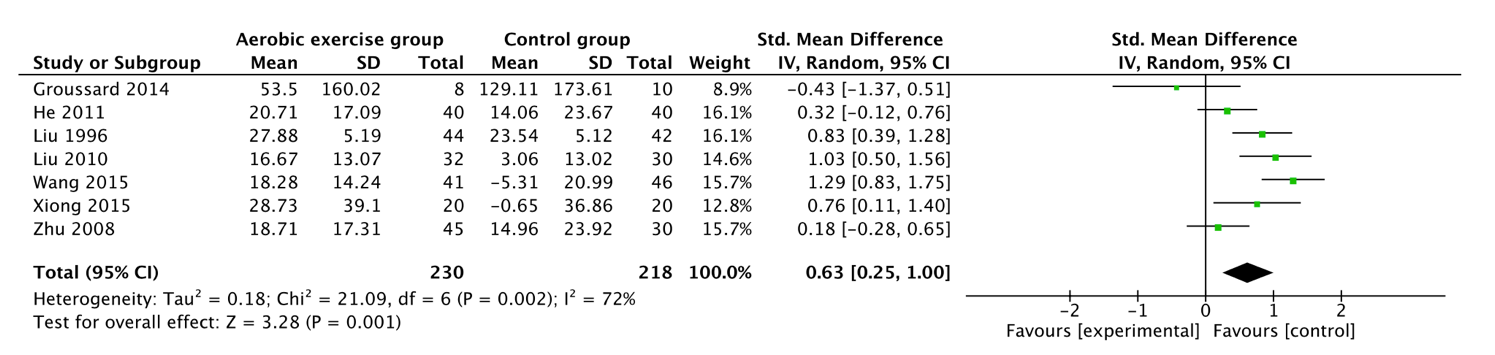 Aerobic exercise group Control group Std. Mean Difference Std. Mean Difference
Study or Subgroup Mean SD Total Mean SD Total Weight IV, Random, 95% CI IV, Random, 95% CI
Groussard 2014 53.5 160.02 8 129.11 173.61 10 8.9% −0.43 [−1.37, 0.51]
He 2011 20.71 17.09 40 14.06 23.67 40 16.1% 0.32 [−0.12, 0.76]
Liu 1996 27.88 5.19 44 23.54 5.12 42 16.1% 0.83 [0.39, 1.28]
Liu 2010 16.67 13.07 32 3.06 13.02 30 14.6% 1.03 [0.50, 1.56]
Wang 2015 18.28 14.24 41 −5.31 20.99 46 15.7% 1.29 [0.83, 1.75]
Xiong 2015 28.73 39.1 20 −0.65 36.86 20 12.8% 0.76 [0.11, 1.40]
Zhu 2008 18.71 17.31 45 14.96 23.92 30 15.7% 0.18 [−0.28, 0.65]
Total (95% CI) 230 218 100.0% 0.63 [0.25, 1.00]
Heterogeneity: Tau² = 0.18; Chi² = 21.09, df = 6 (P = 0.002); I² = 72%
Test for overall effect: Z = 3.28 (P = 0.001)
−2 −1 0 1 2
Favours [experimental] Favours [control]